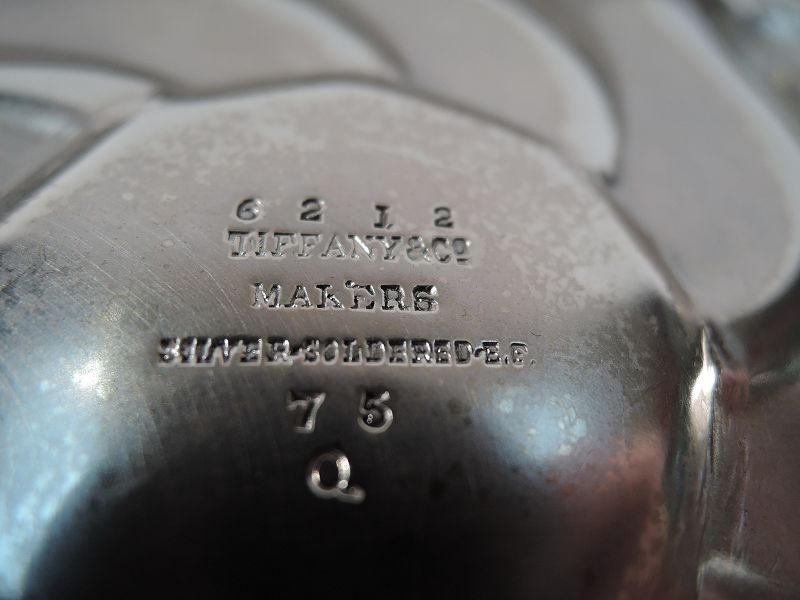 6 2 1 2
TIFFANY & Co
MAKERS
SILVER-SOLDERED-E.P.
7 5
Q